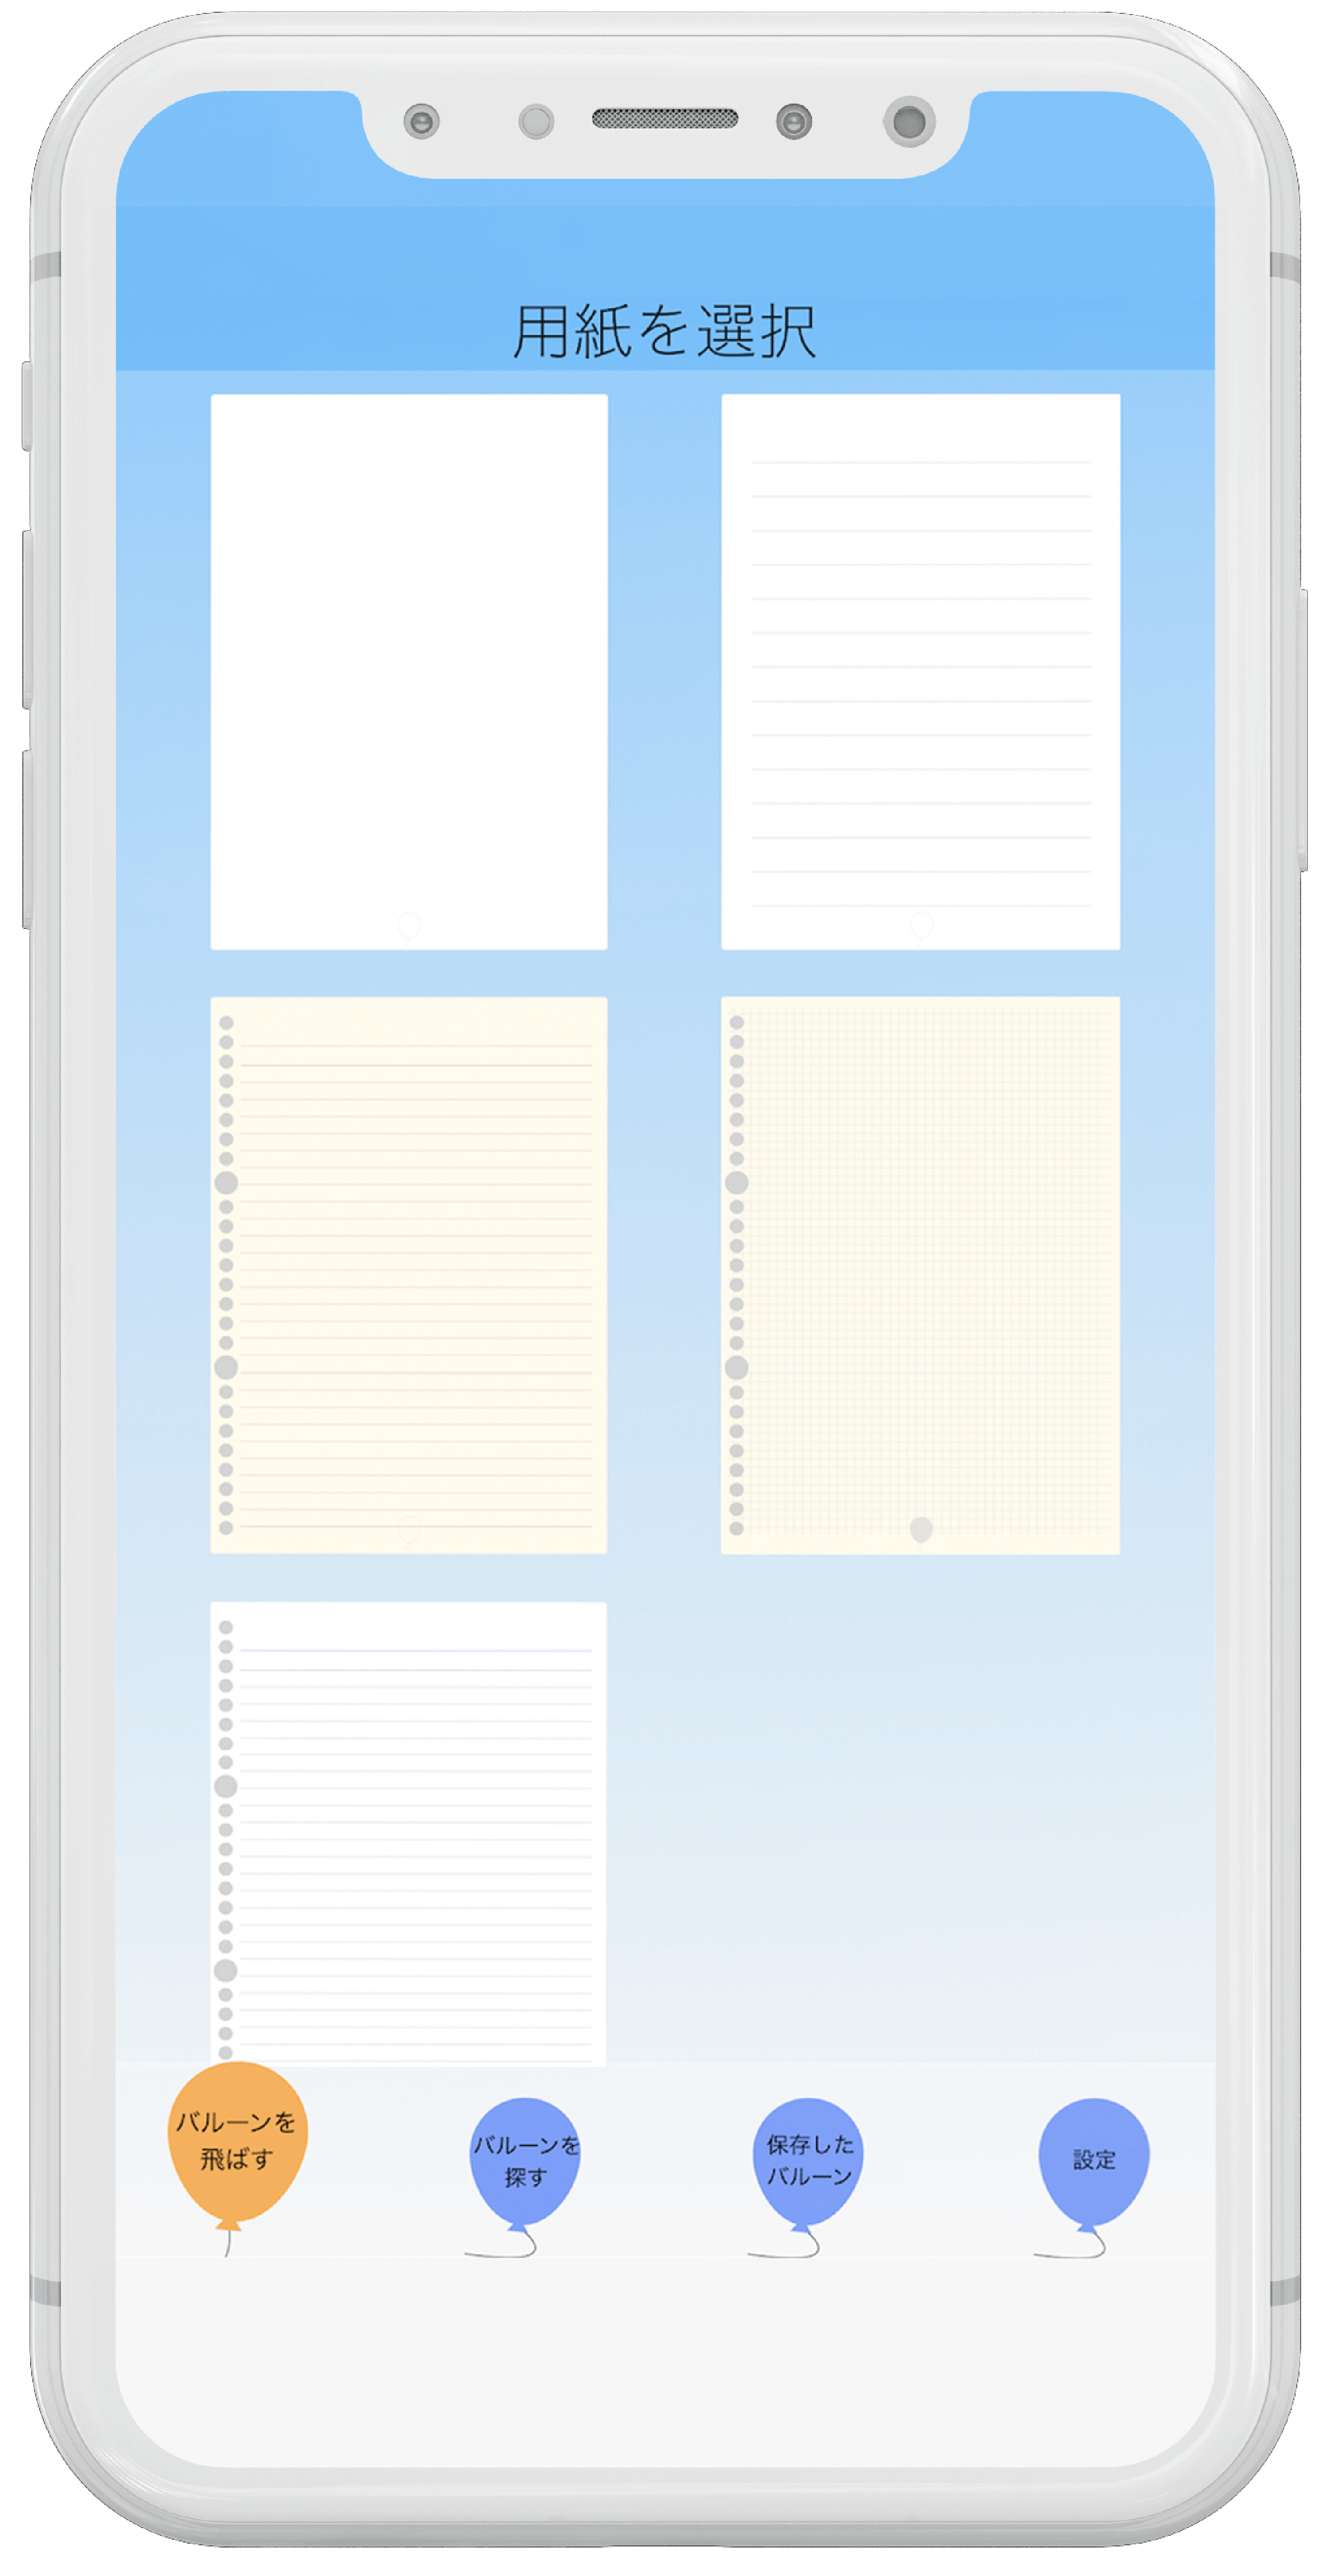 用紙を選択
バルーンを
飛ばす
バルーンを
探す
保存した
バルーン
設定